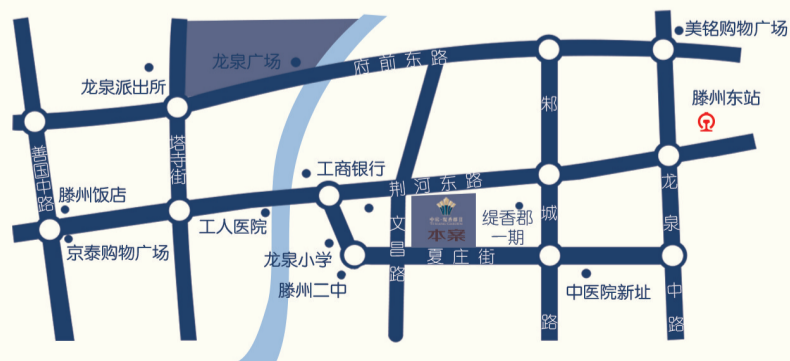 美铭购物广场
龙泉广场
府前东路
龙泉派出所
滕州东站
邾城路
塔寺街
善国中路
工商银行
荆河东路
龙泉中路
滕州饭店
工人医院
文昌路
本案
缇香郡
一期
京泰购物广场
龙泉小学
夏庄街
滕州二中
中医院新址